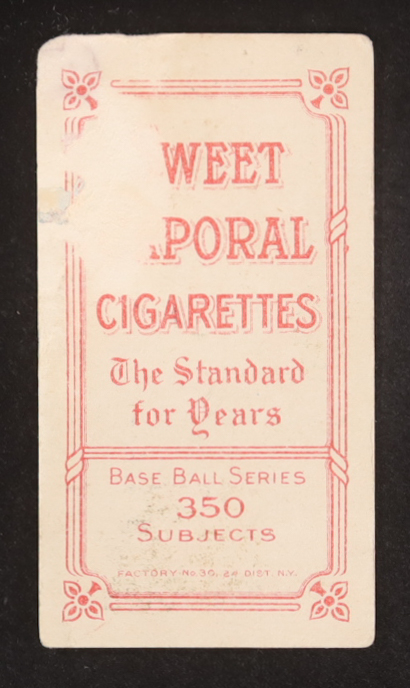 WEET
PORAL
CIGARETTES
The Standard
for Years
BASE BALL SERIES
350
SUBJECTS
FACTORY No. 30, 2d DIST. N.Y.